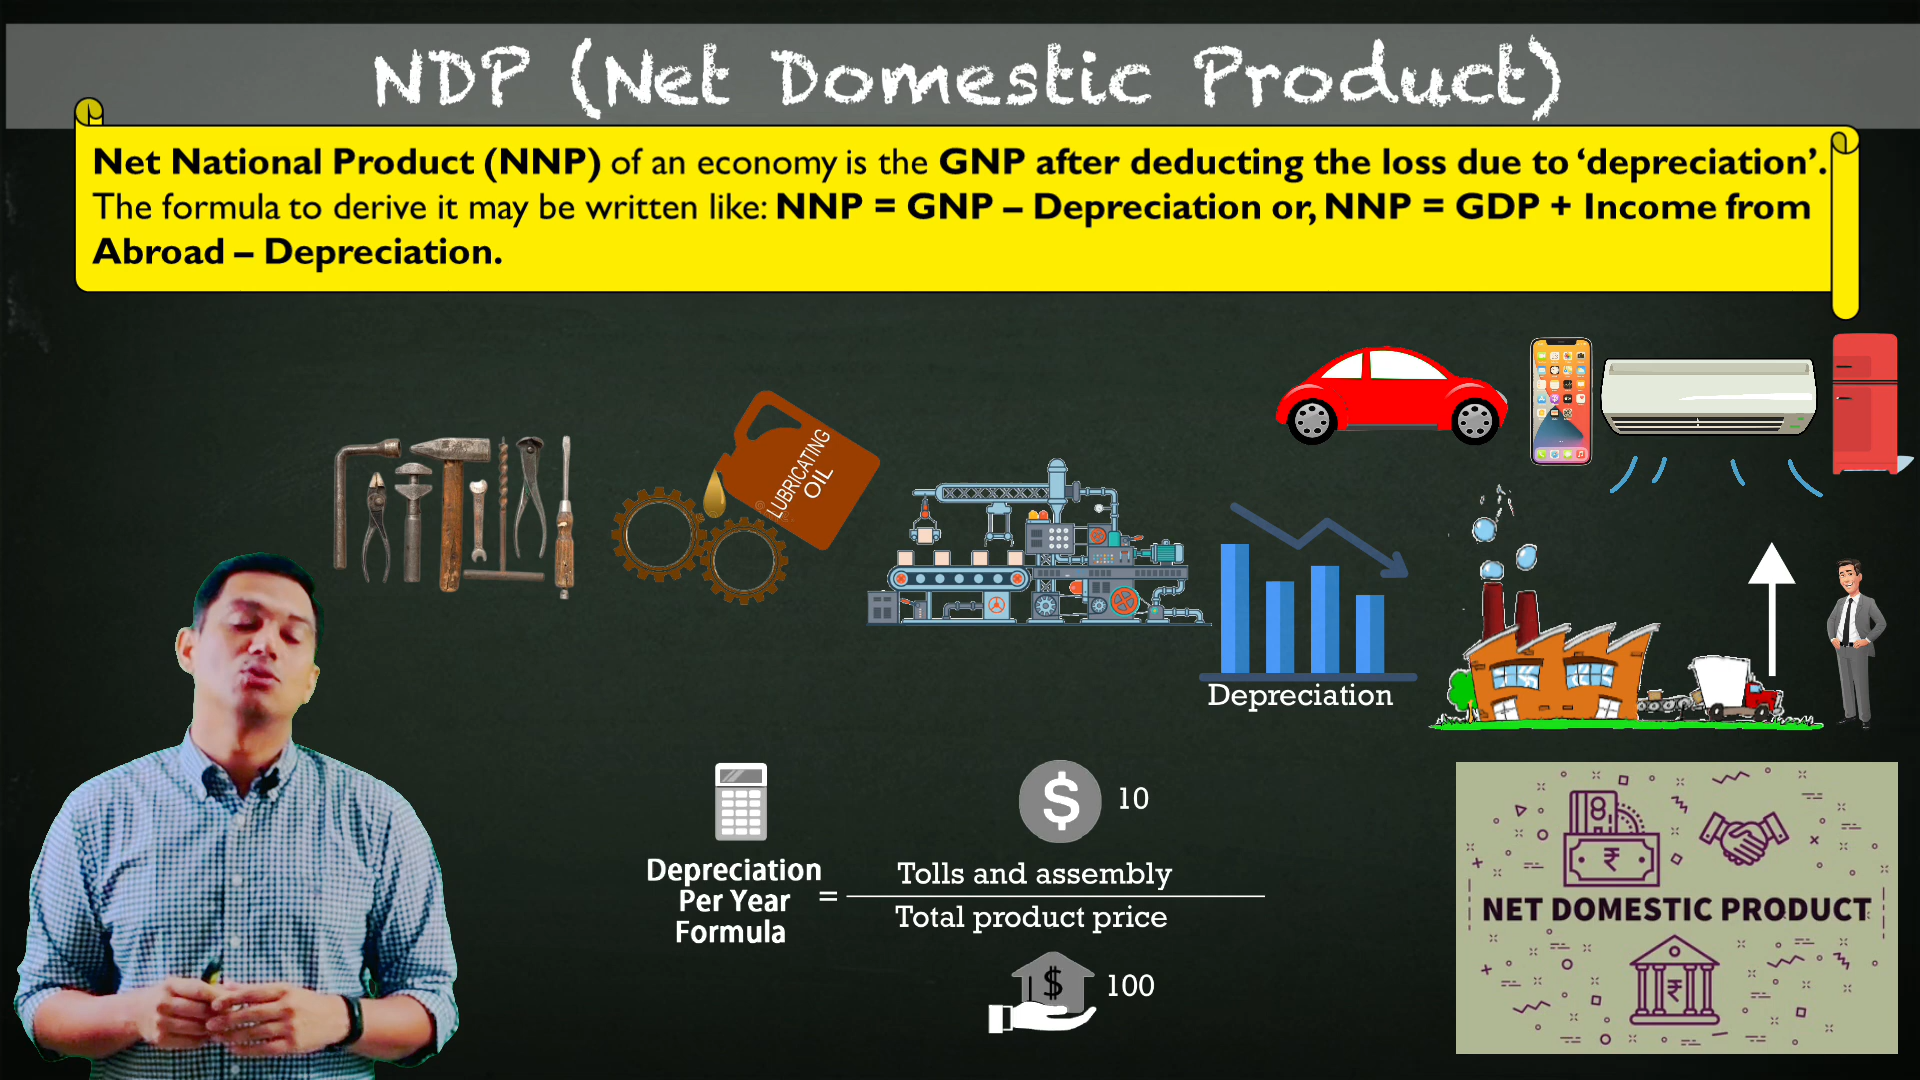 NDP (Net Domestic Product)
Net National Product (NNP) of an economy is the GNP after deducting the loss due to ‘depreciation’.
The formula to derive it may be written like: NNP = GNP – Depreciation or, NNP = GDP + Income from
Abroad – Depreciation.
LUBRICATING
OIL
Depreciation
$ 10
Depreciation
Per Year
Formula
=
Tolls and assembly
Total product price
$ 100
₹
NET DOMESTIC PRODUCT
₹